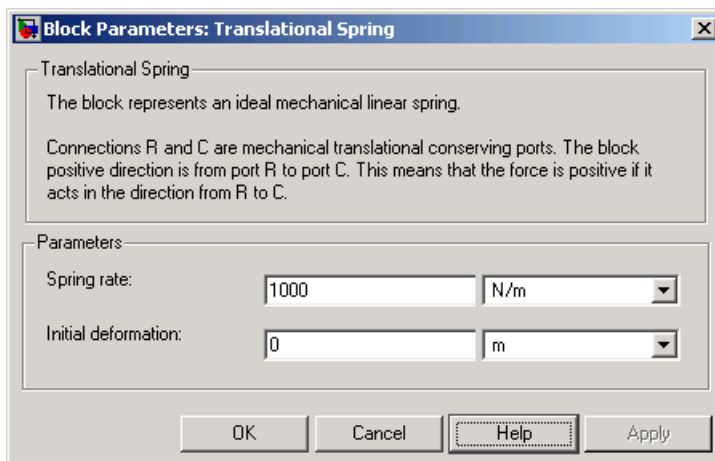 Block Parameters: Translational Spring
Translational Spring
The block represents an ideal mechanical linear spring.
Connections R and C are mechanical translational conserving ports. The block
positive direction is from port R to port C. This means that the force is positive if it
acts in the direction from R to C.
Parameters
Spring rate: 1000 N/m
Initial deformation: 0 m
OK Cancel Help Apply